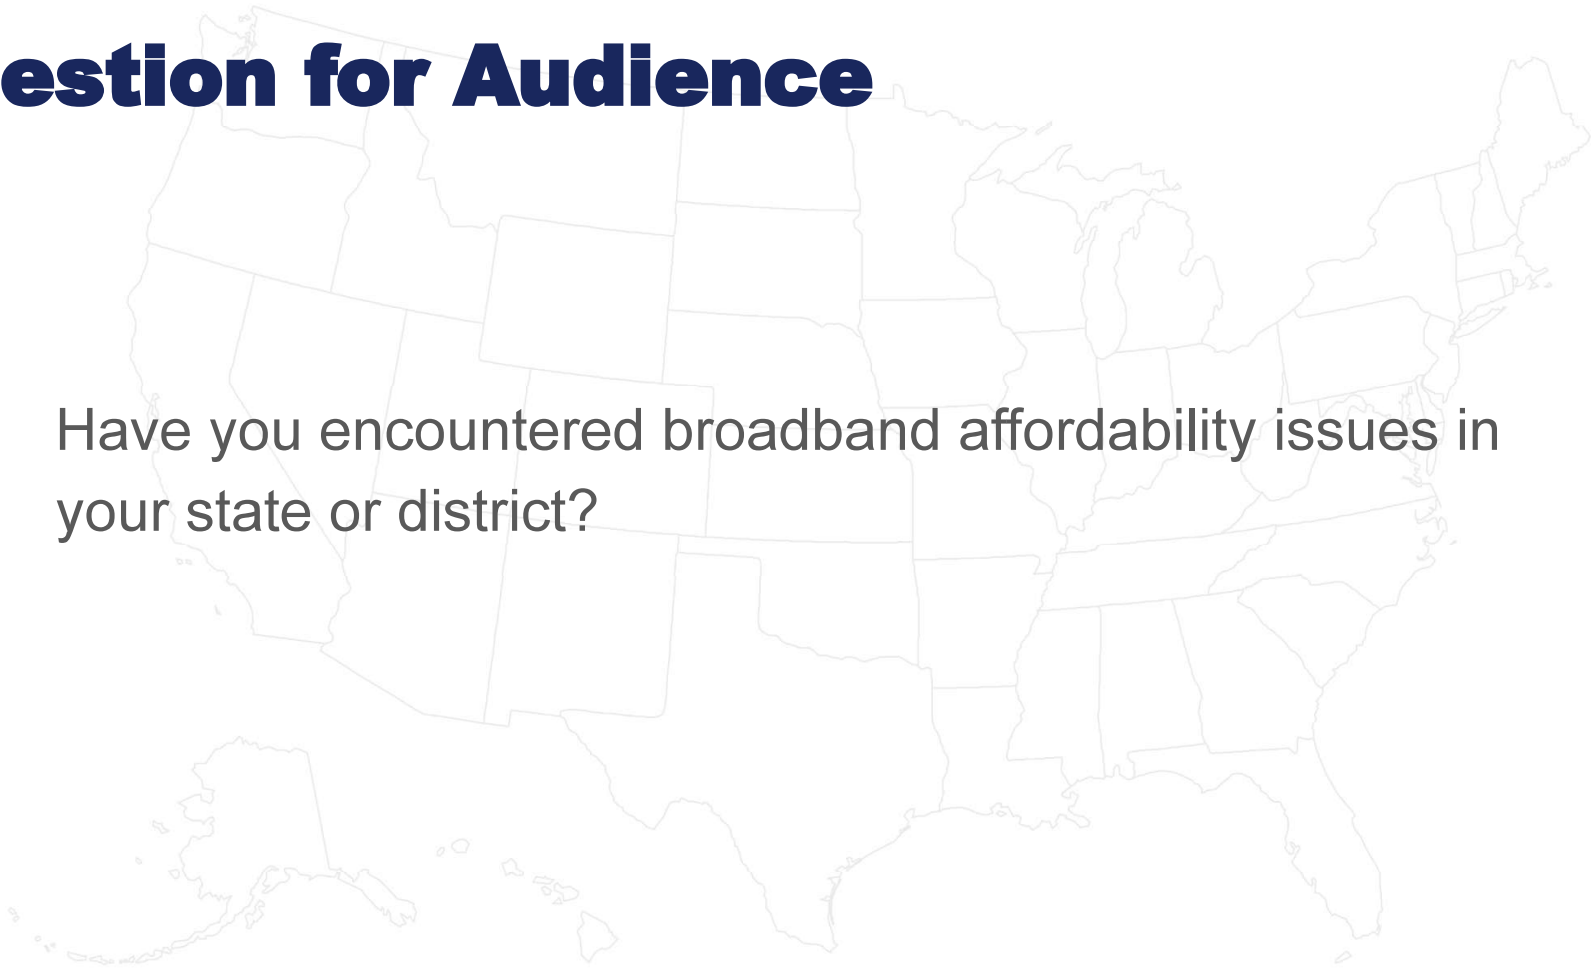 estion for Audience
Have you encountered broadband affordability issues in
your state or district?